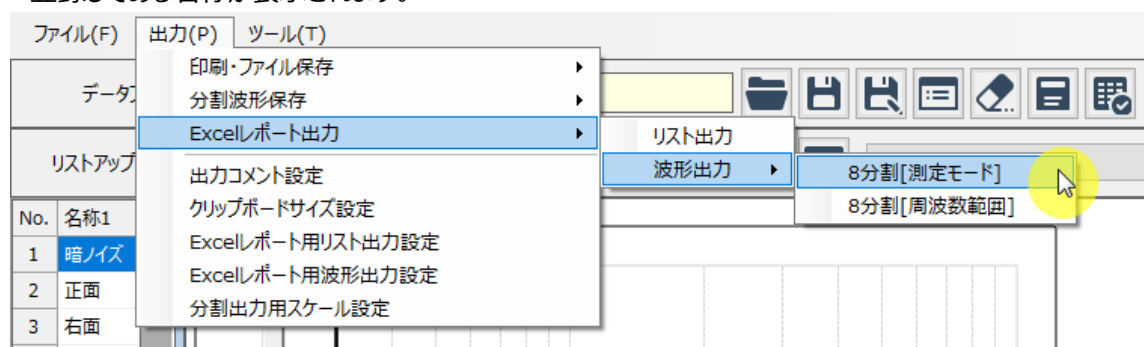 登録してある名称が表示されます。
ファイル(F) 出力(P) ツール(T)
印刷・ファイル保存
データフ
分割波形保存
Excelレポート出力
リスト出力
リストアップ
波形出力
8分割[測定モード]
出力コメント設定
8分割[周波数範囲]
クリップボードサイズ設定
No. 名称1
Excelレポート用リスト出力設定
1 暗ノイズ
Excelレポート用波形出力設定
2 正面
分割出力用スケール設定
3 右面